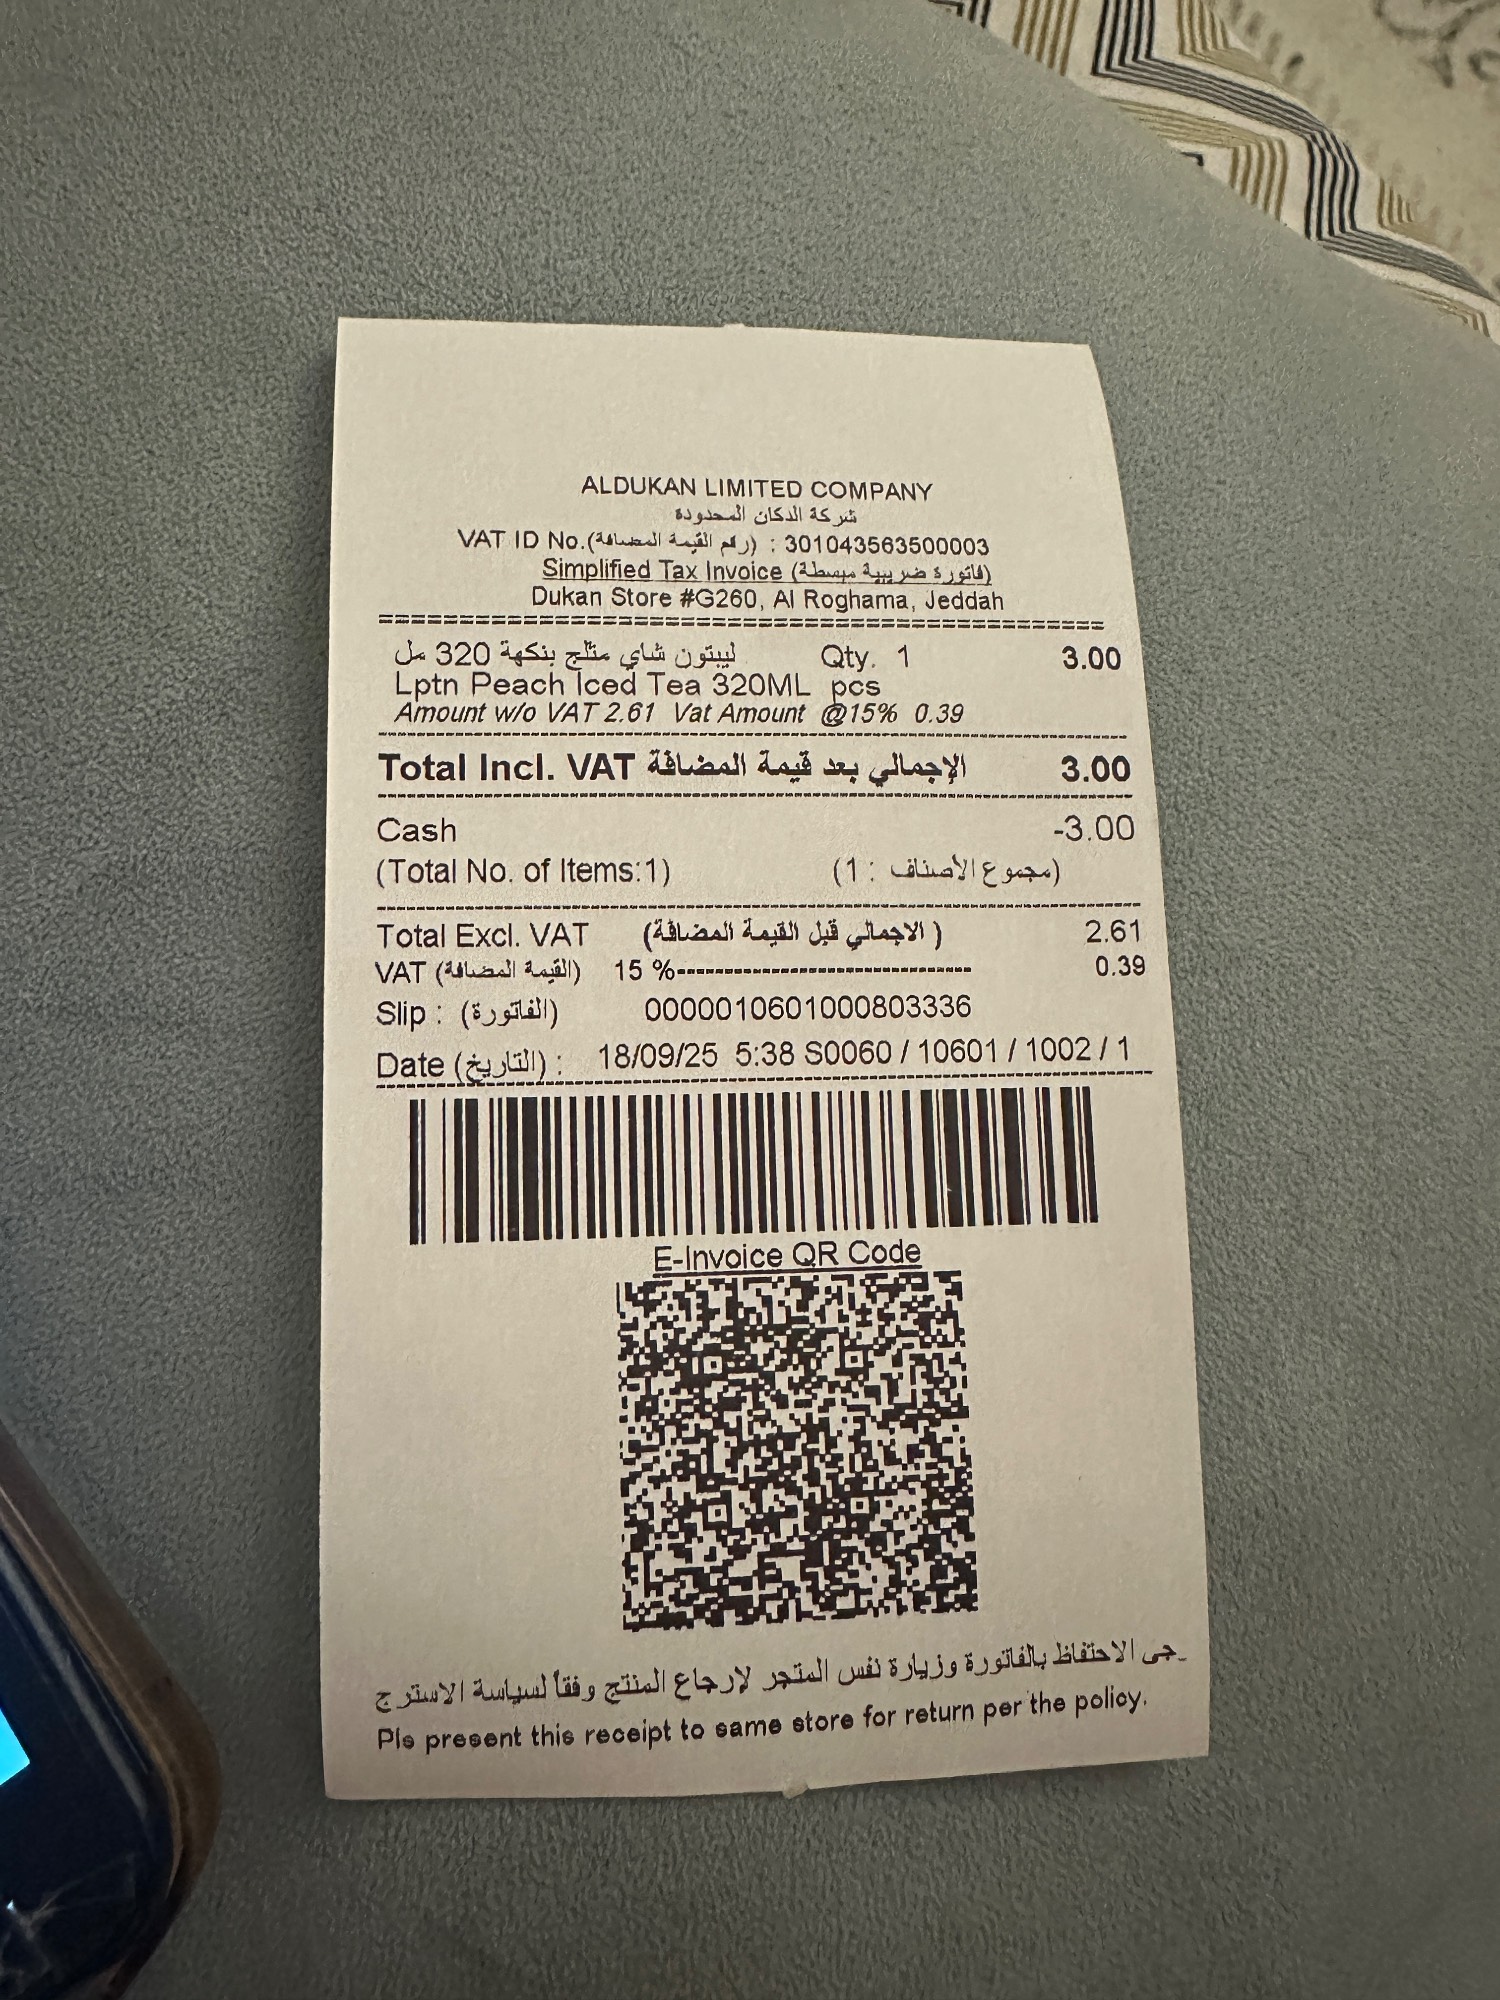 ALDUKAN LIMITED COMPANY
شركة الدكان المحدودة
VAT ID No.(رقم القيمة المضافة) : 301043563500003
Simplified Tax Invoice (فاتورة ضريبية مبسطة)
Dukan Store #G260, Al Roghama, Jeddah
ليبتون شاي مثلج بنكهة 320 مل Qty. 1 3.00
Lptn Peach Iced Tea 320ML pcs
Amount w/o VAT 2.61 Vat Amount @15% 0.39
Total Incl. VAT الإجمالي بعد قيمة المضافة 3.00
Cash -3.00
(Total No. of Items:1) (مجموع الأصناف : 1)
Total Excl. VAT (الاجمالي قبل القيمة المضافة ) 2.61
VAT (القيمة المضافة) 15 %------------------------------ 0.39
Slip : (الفاتورة) 0000010601000803336
Date (التاريخ) : 18/09/25 5:38 S0060 / 10601 / 1002 / 1
E-Invoice QR Code
جى الاحتفاظ بالفاتورة وزيارة نفس المتجر لإرجاع المنتج وفقاً لسياسة الاسترج
Pls present this receipt to same store for return per the policy.